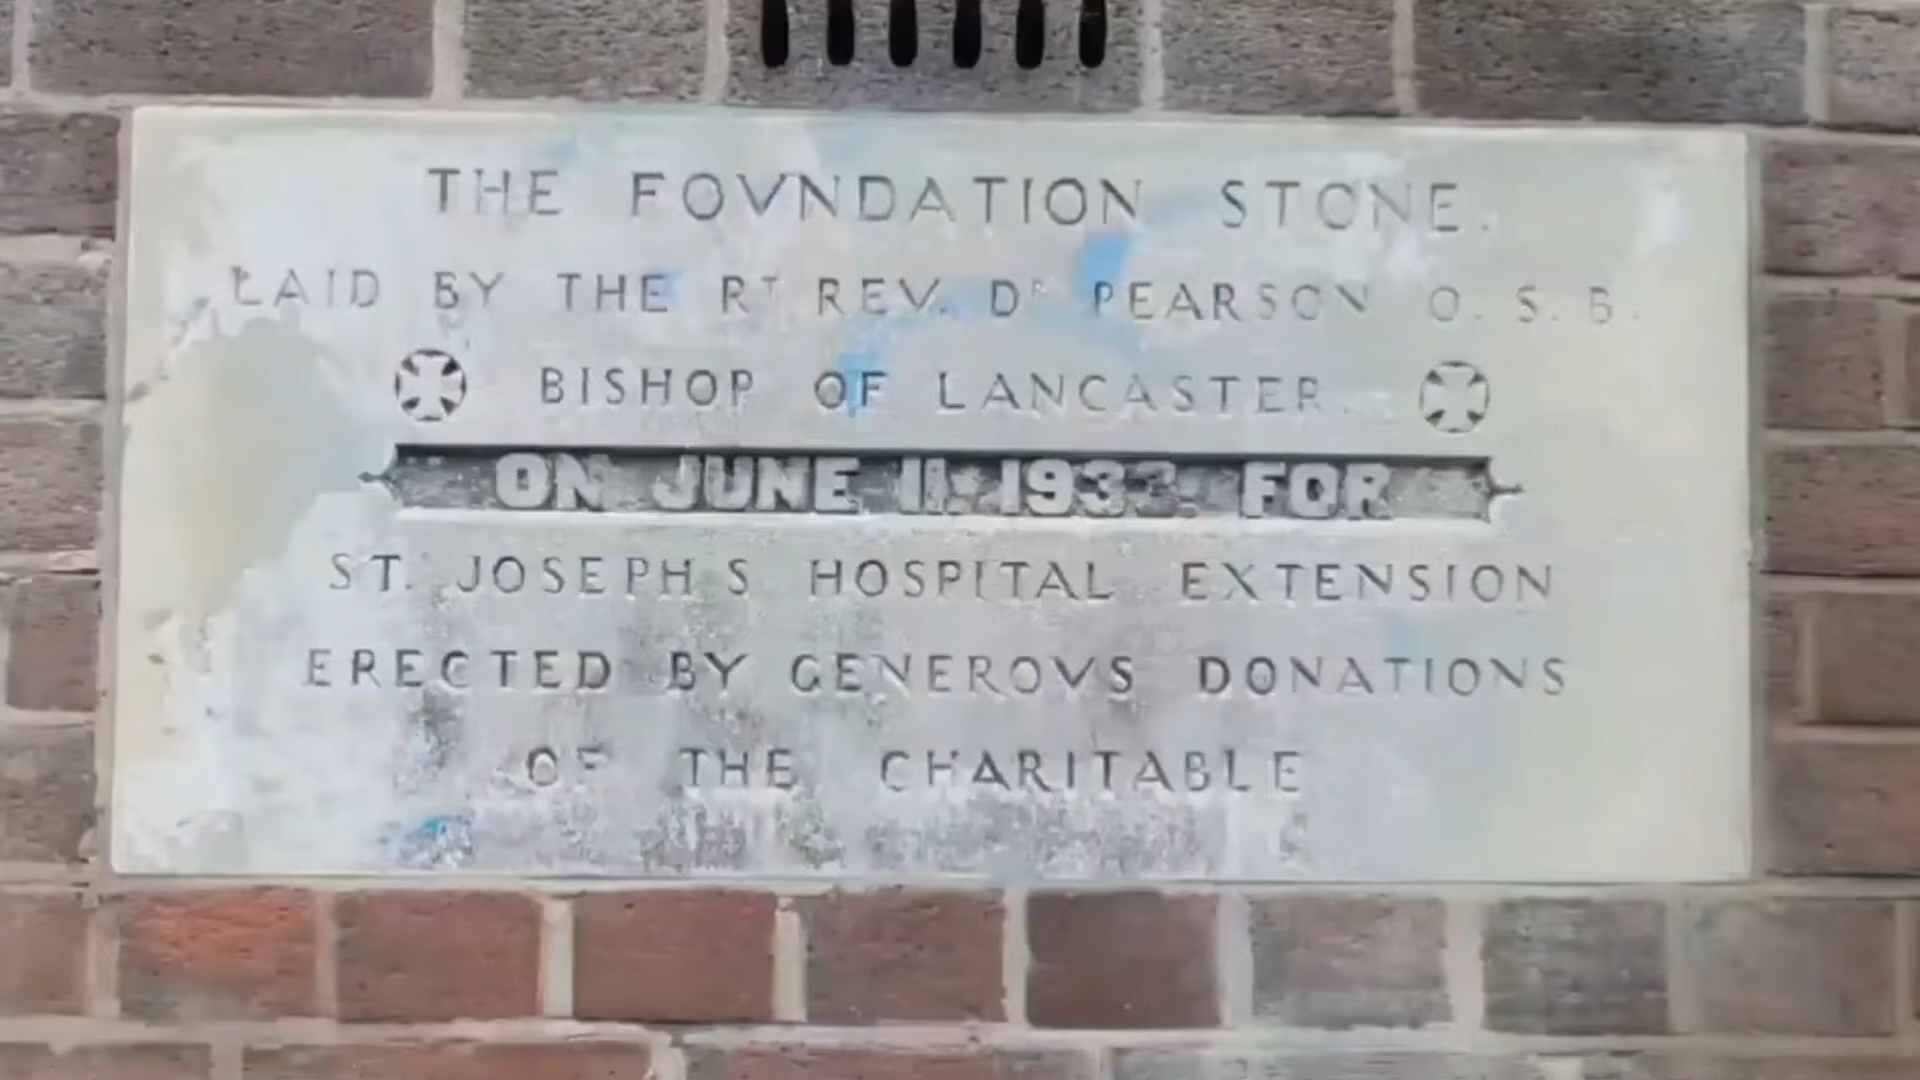 THE FOVNDATION STONE.
LAID BY THE RT REV. DR PEARSON O. S. B.
BISHOP OF LANCASTER.
ON JUNE 11. 1933. FOR
ST. JOSEPH S HOSPITAL EXTENSION
ERECTED BY GENEROVS DONATIONS
OF THE CHARITABLE